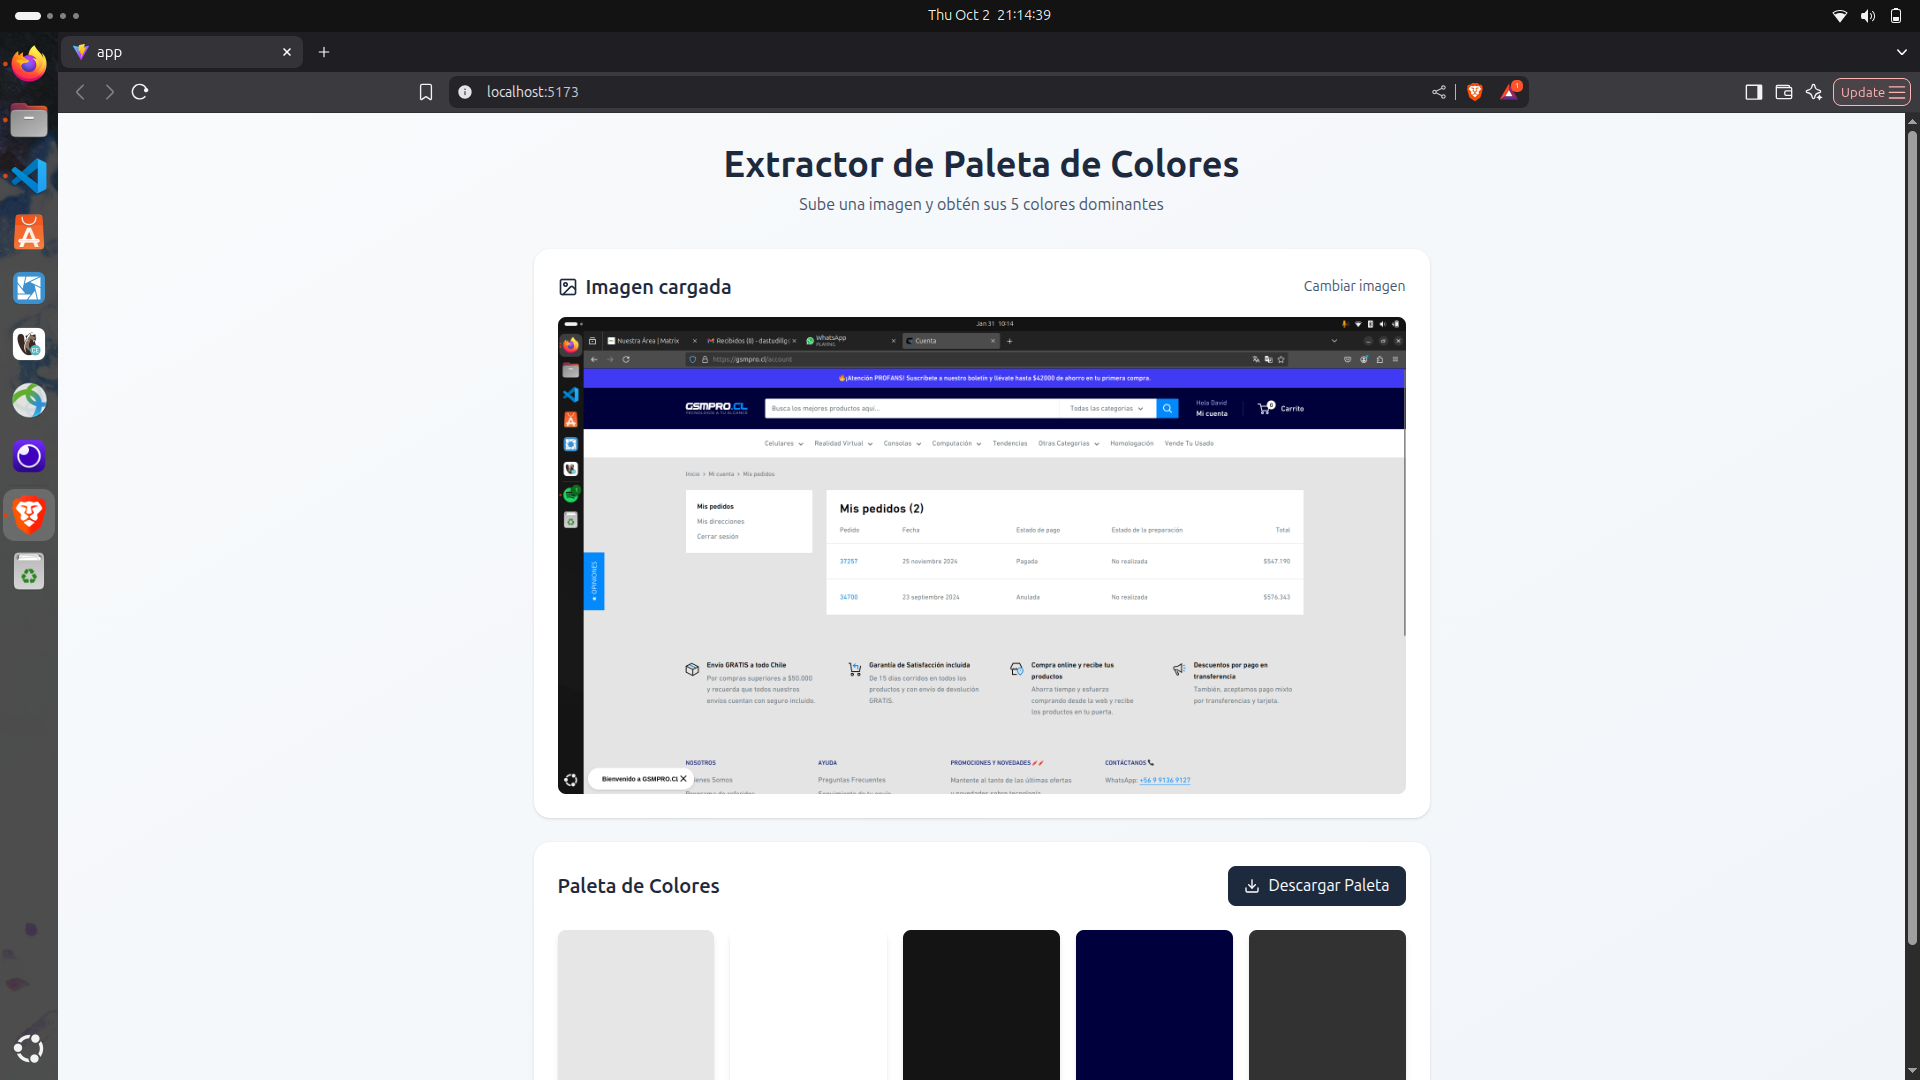 Thu Oct 2 21:14:39
app
localhost:5173
1
Update
Extractor de Paleta de Colores
Sube una imagen y obtén sus 5 colores dominantes
Imagen cargada
Cambiar imagen
Jan 31 10:14
Nuestra Área | Matrix
Recibidos (8) - dastudillg
WhatsApp
PLAYING
Cuenta
https://gsmpro.cl/account
¡Atención PROFANS! Suscríbete a nuestro boletín y llévate hasta $42000 de ahorro en tu primera compra.
GSMPRO.CL
Busca los mejores productos aquí...
Todas las categorías
Hola David
Mi cuenta
0
Carrito
Celulares
Realidad Virtual
Consolas
Computación
Tendencias
Otras Categorías
Homologación
Vende Tu Usado
Inicio > Mi cuenta > Mis pedidos
Mis pedidos
Mis direcciones
Cerrar sesión
Mis pedidos (2)
Pedido Fecha Estado de pago Estado de la preparación Total
37257 25 noviembre 2024 Pagada No realizada $547.190
34700 23 septiembre 2024 Anulada No realizada $576.343
★ OPINIONES
Envío GRATIS a todo Chile
Por compras superiores a $50.000
y recuerda que todos nuestros
envíos cuentan con seguro incluido.
Garantía de Satisfacción incluida
De 15 días corridos en todos los
productos y con envío de devolución
GRATIS.
Compra online y recibe tus
productos
Ahorra tiempo y esfuerzo
comprando desde la web y recibe
los productos en tu puerta.
Descuentos por pago en
transferencia
También, aceptamos pago mixto
por transferencias y tarjeta.
NOSOTROS
AYUDA
Preguntas Frecuentes
PROMOCIONES Y NOVEDADES
Mantente al tanto de las últimas ofertas
y novedades sobre tecnología
CONTÁCTANOS
WhatsApp: +56 9 9136 9127
Bienvenido a GSMPRO.CL
ienes Somos
Paleta de Colores
Descargar Paleta